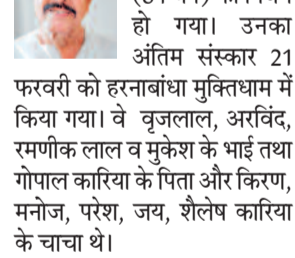 हो गया। उनका
अंतिम संस्कार 21
फरवरी को हरनाबांधा मुक्तिधाम में
किया गया। वे वृजलाल, अरविंद,
रमणीक लाल व मुकेश के भाई तथा
गोपाल कारिया के पिता और किरण,
मनोज, परेश, जय, शैलेष कारिया
के चाचा थे।